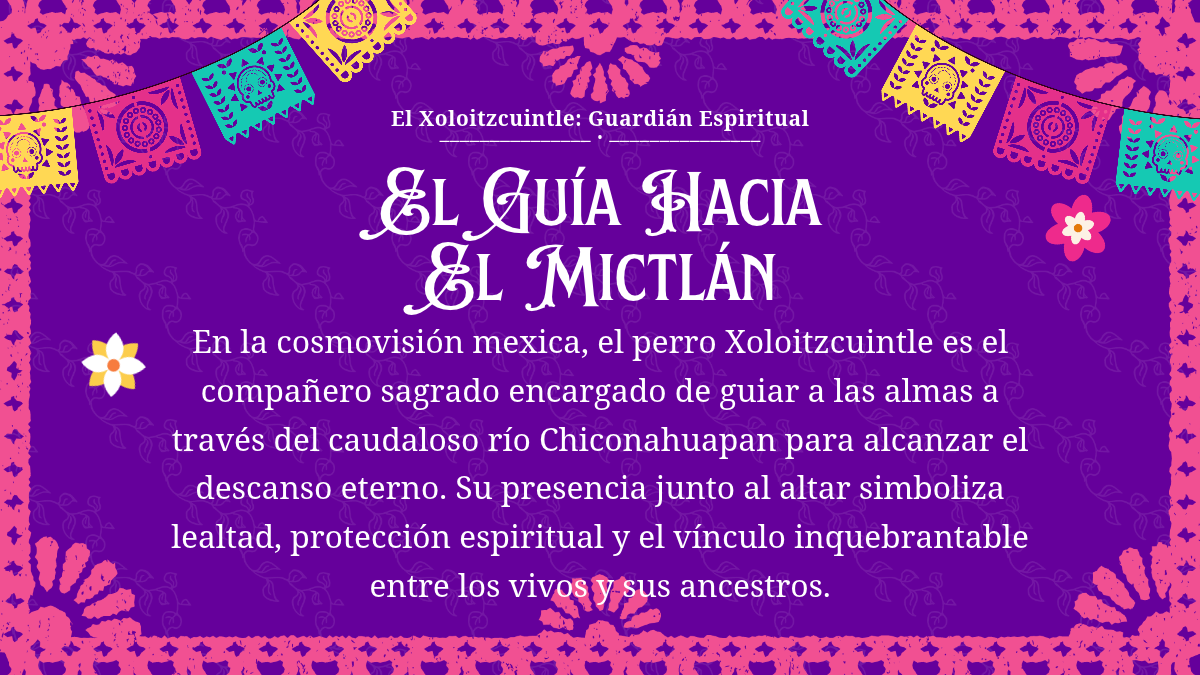 El Xoloitzcuintle: Guardián Espiritual
El Guía Hacia
El Mictlán
En la cosmovisión mexica, el perro Xoloitzcuintle es el
compañero sagrado encargado de guiar a las almas a
través del caudaloso río Chiconahuapan para alcanzar el
descanso eterno. Su presencia junto al altar simboliza
lealtad, protección espiritual y el vínculo inquebrantable
entre los vivos y sus ancestros.